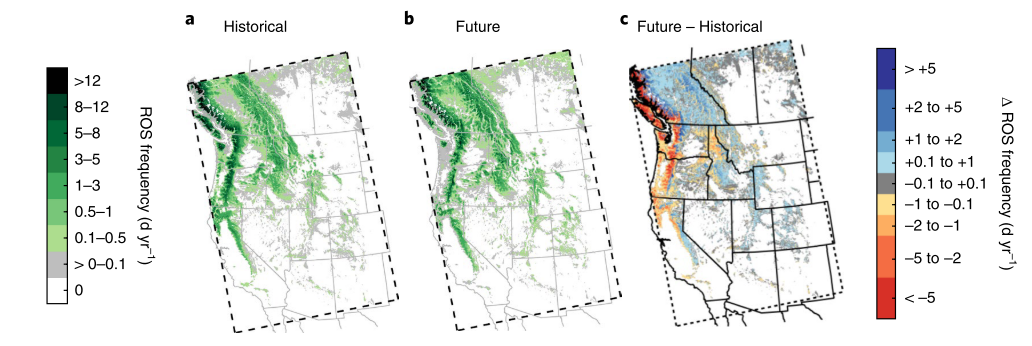 a
Historical
b
Future
c
Future – Historical
>12
8–12
5–8
3–5
1–3
0.5–1
0.1–0.5
> 0–0.1
0
ROS frequency (d yr⁻¹)
> +5
+2 to +5
+1 to +2
+0.1 to +1
–0.1 to +0.1
–1 to –0.1
–2 to –1
–5 to –2
< –5
Δ ROS frequency (d yr⁻¹)